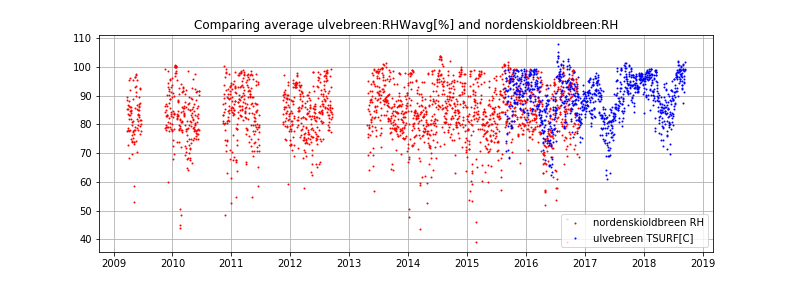 Comparing average ulvebreen:RHWavg[%] and nordenskioldbreen:RH
110
100
90
80
70
60
50
40
nordenskioldbreen RH
ulvebreen TSURF[C]
2009 2010 2011 2012 2013 2014 2015 2016 2017 2018 2019